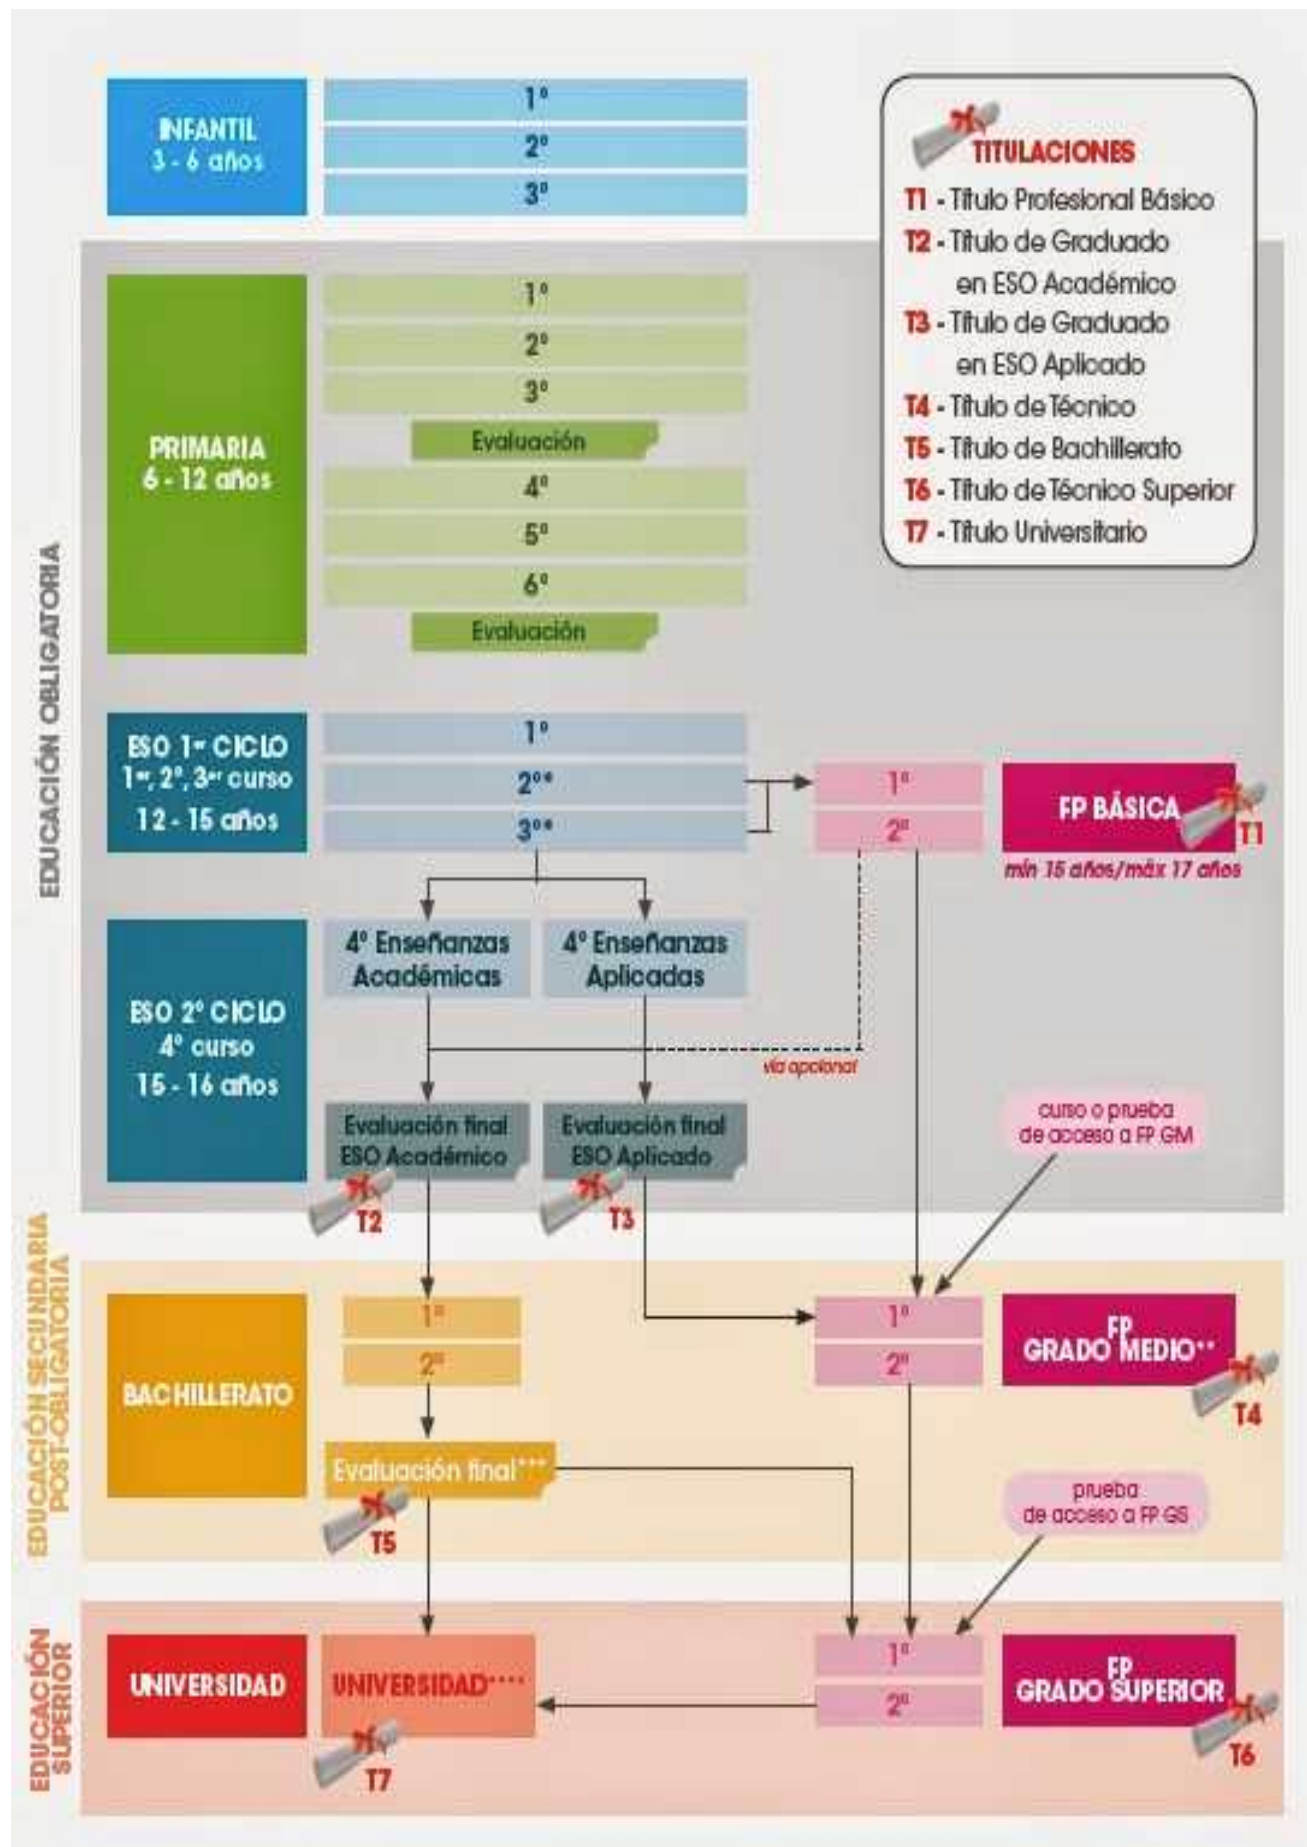 INFANTIL
3 - 6 años
1º
2º
3º
TITULACIONES
T1 - Título Profesional Básico
T2 - Título de Graduado
en ESO Académico
T3 - Título de Graduado
en ESO Aplicado
T4 - Título de Técnico
T5 - Título de Bachillerato
T6 - Título de Técnico Superior
T7 - Título Universitario
EDUCACIÓN OBLIGATORIA
PRIMARIA
6 - 12 años
1º
2º
3º
Evaluación
4º
5º
6º
Evaluación
ESO 1er CICLO
1er, 2º, 3er curso
12 - 15 años
1º
2º*
3º*
1º
2º
FP BÁSICA
T1
mín 15 años/máx 17 años
ESO 2º CICLO
4º curso
15 - 16 años
4º Enseñanzas
Académicas
4º Enseñanzas
Aplicadas
vía opcional
Evaluación final
ESO Académico
T2
Evaluación final
ESO Aplicado
T3
curso o prueba
de acceso a FP GM
EDUCACIÓN SECUNDARIA
POST-OBLIGATORIA
BACHILLERATO
1º
2º
Evaluación final***
T5
1º
2º
FP
GRADO MEDIO**
T4
prueba
de acceso a FP GS
EDUCACIÓN
SUPERIOR
UNIVERSIDAD
UNIVERSIDAD****
T7
1º
2º
FP
GRADO SUPERIOR
T6